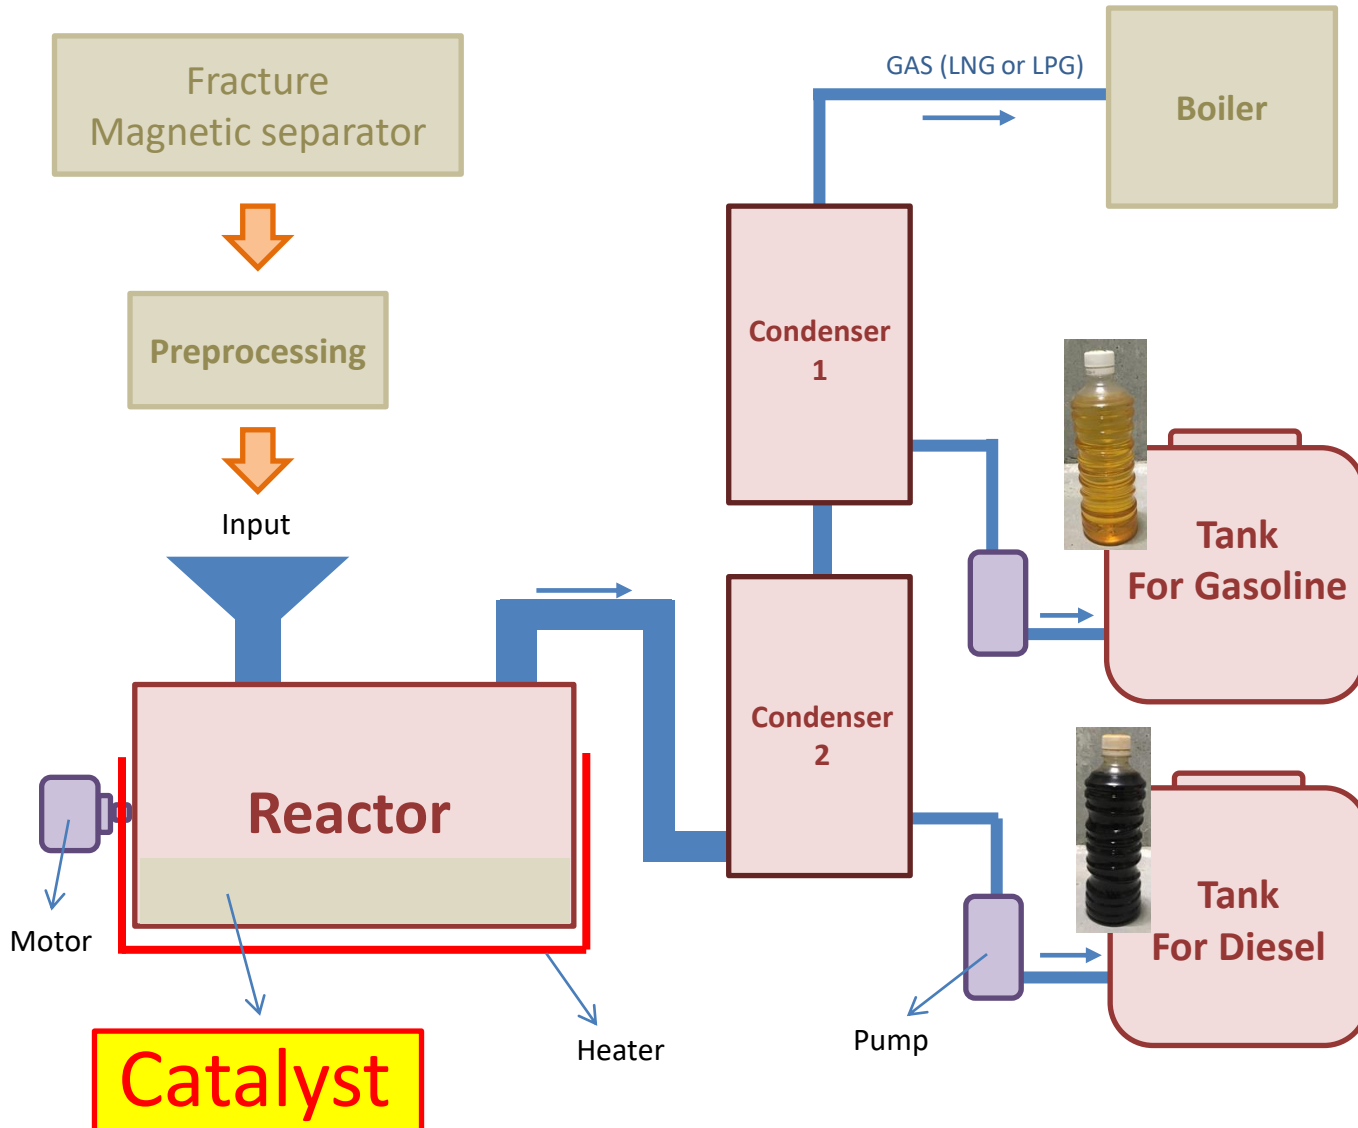 Fracture
Magnetic separator
GAS (LNG or LPG)
Boiler
Preprocessing
Condenser
1
Input
Tank
For Gasoline
Condenser
2
Reactor
Motor
Tank
For Diesel
Heater
Pump
Catalyst